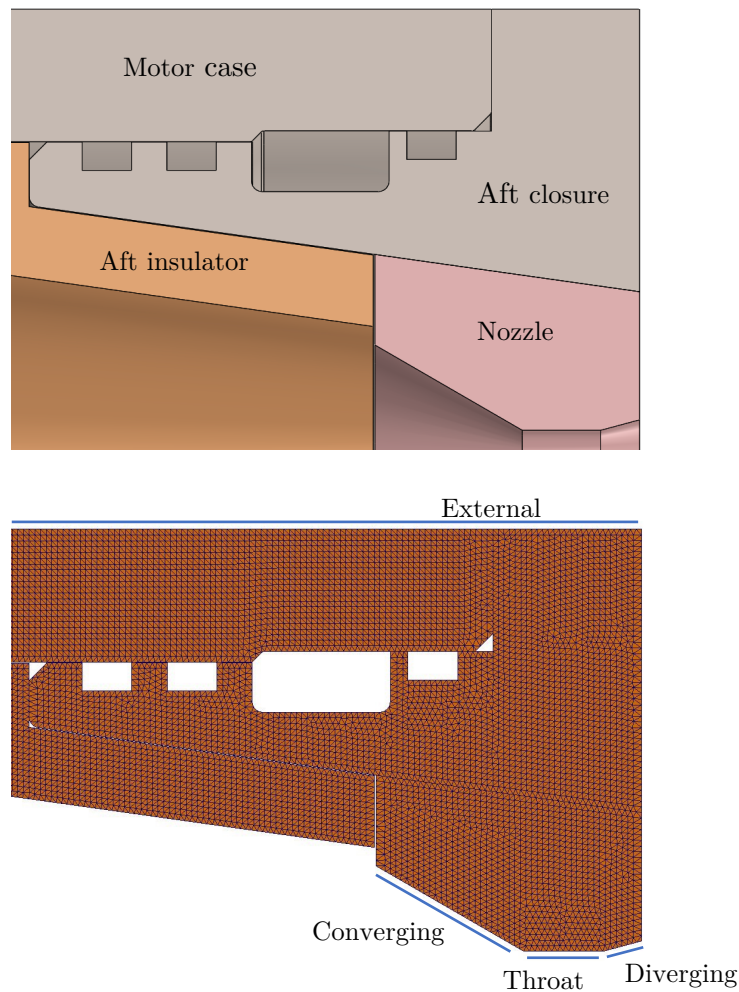 Motor case
Aft closure
Aft insulator
Nozzle
External
Converging
Throat
Diverging